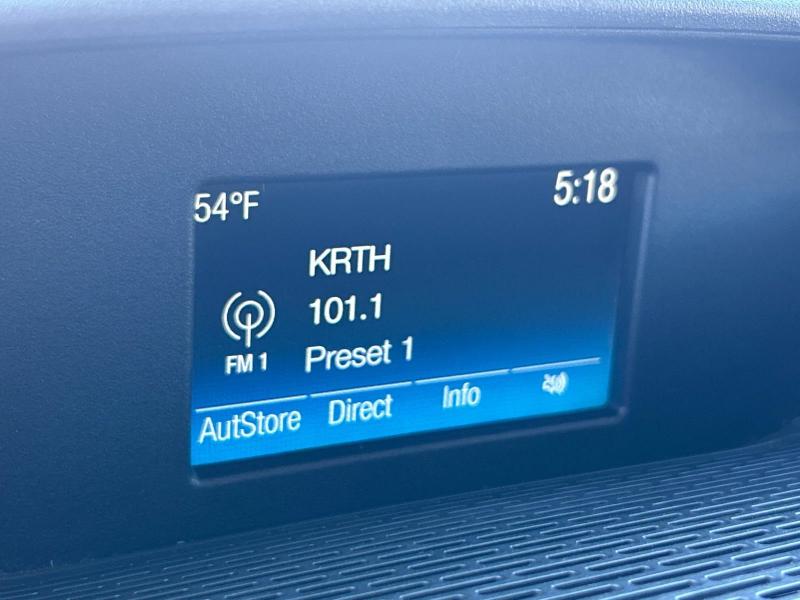 54°F 5:18
KRTH
101.1
FM 1 Preset 1
AutStore Direct Info